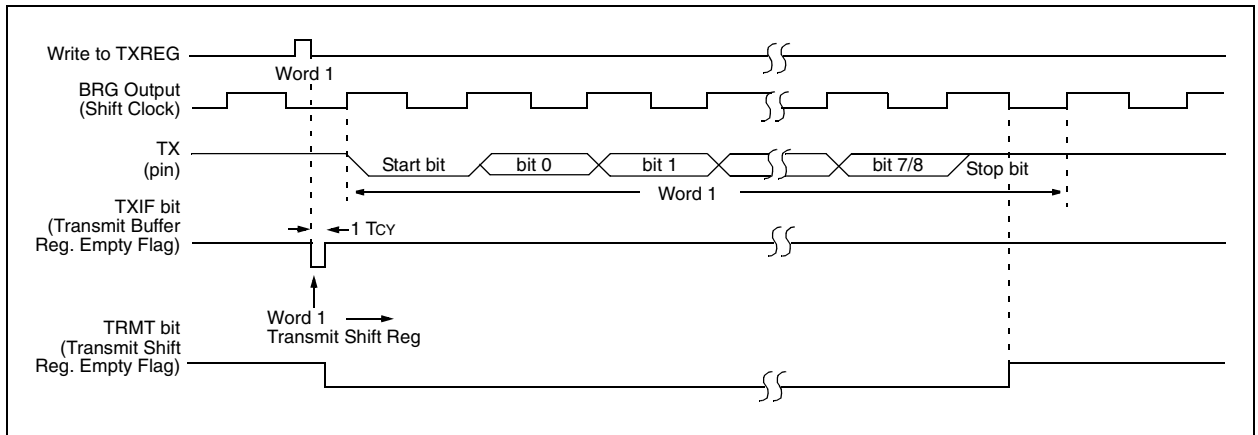 Write to TXREG
Word 1
BRG Output
(Shift Clock)
TX
(pin)
Start bit
bit 0
bit 1
bit 7/8
Stop bit
Word 1
TXIF bit
(Transmit Buffer
Reg. Empty Flag)
1 TCY
Word 1
Transmit Shift Reg
TRMT bit
(Transmit Shift
Reg. Empty Flag)